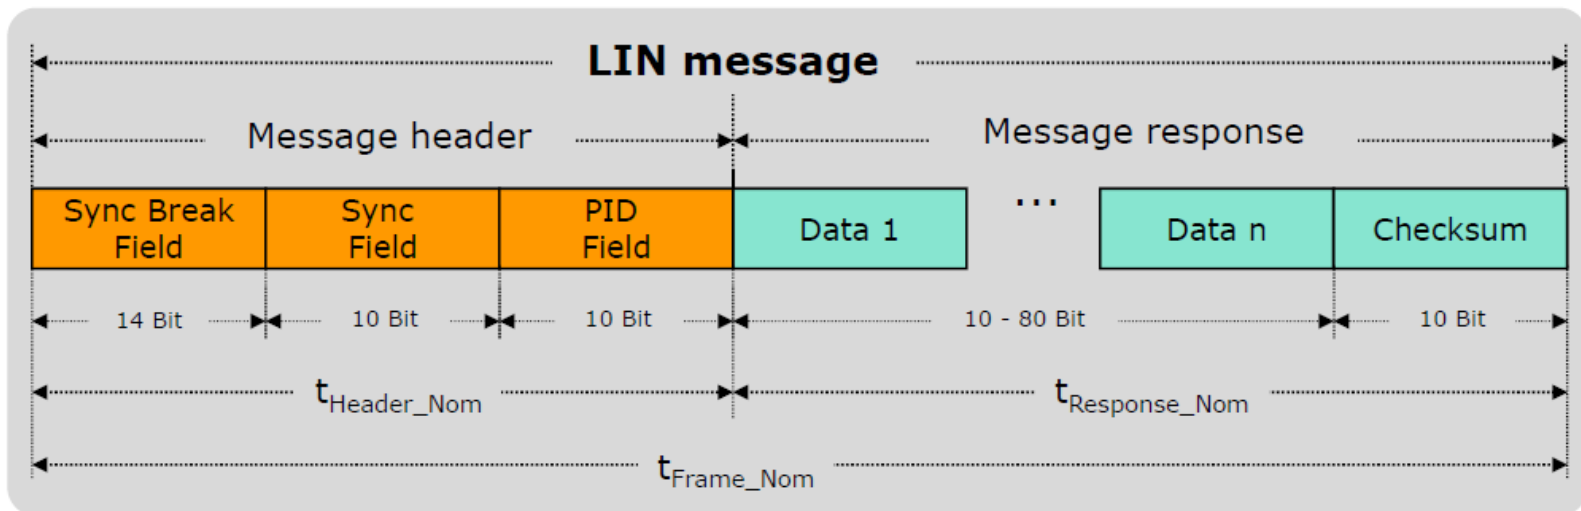 LIN message
Message header
Message response
Sync Break
Field
Sync
Field
PID
Field
Data 1
...
Data n
Checksum
14 Bit
10 Bit
10 Bit
10 - 80 Bit
10 Bit
tHeader_Nom
tResponse_Nom
tFrame_Nom